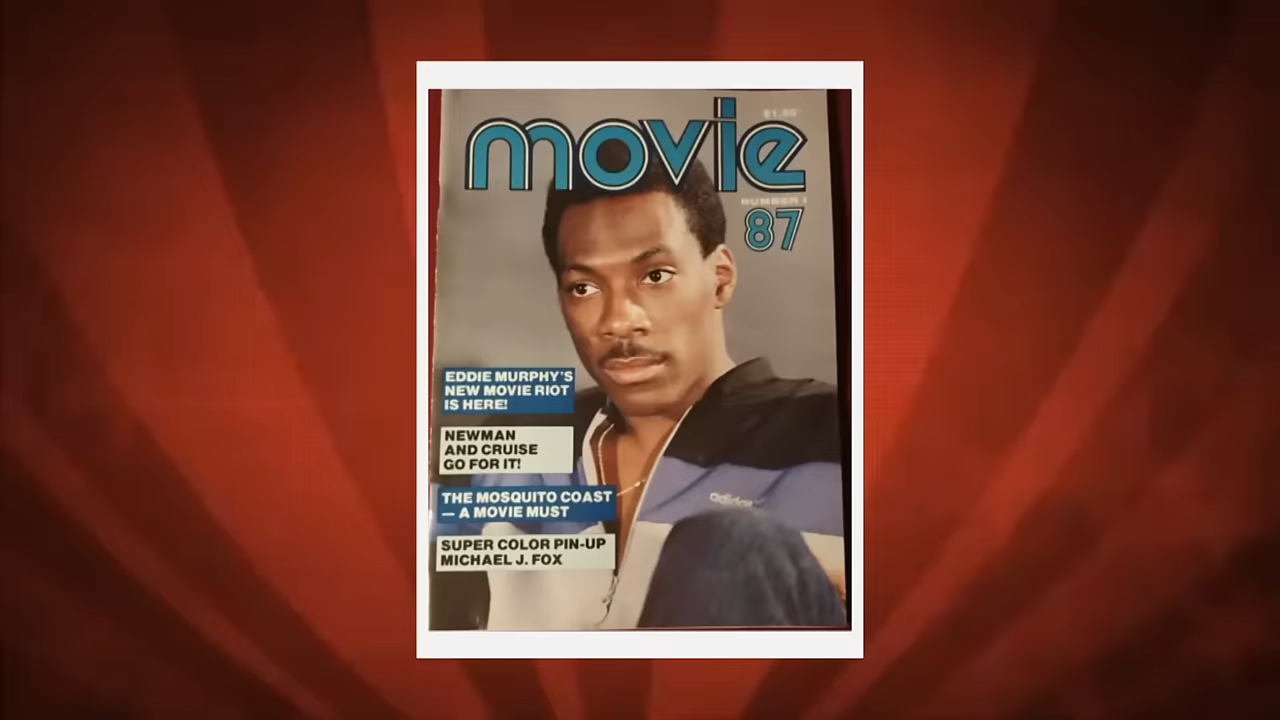 $1.50
movie
NUMBER 1
87
EDDIE MURPHY'S
NEW MOVIE RIOT
IS HERE!
NEWMAN
AND CRUISE
GO FOR IT!
THE MOSQUITO COAST
— A MOVIE MUST
SUPER COLOR PIN-UP
MICHAEL J. FOX
adidas